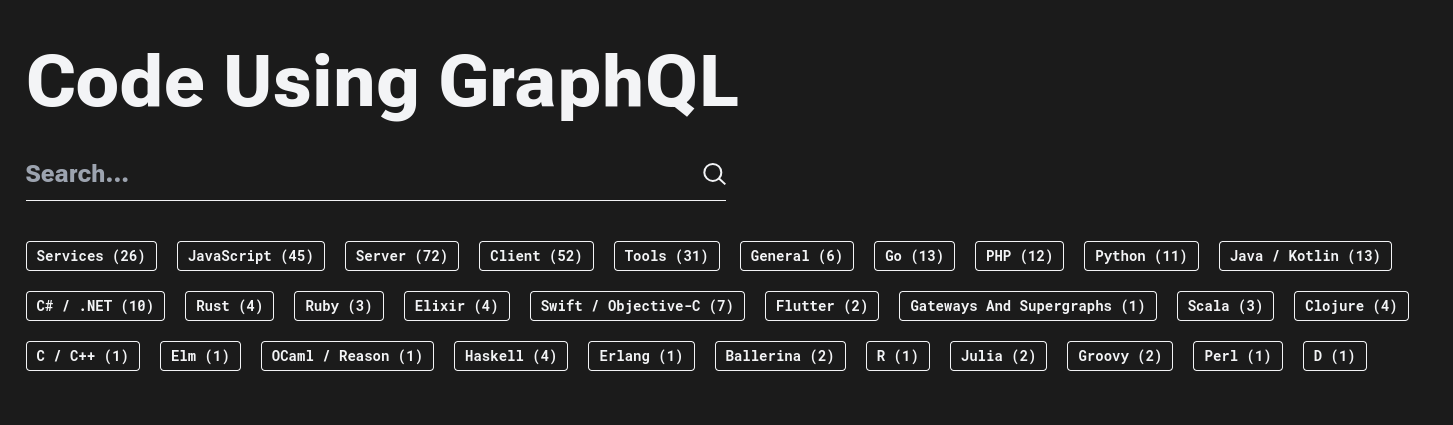 Code Using GraphQL
Search...
Services (26) JavaScript (45) Server (72) Client (52) Tools (31) General (6) Go (13) PHP (12) Python (11) Java / Kotlin (13)
C# / .NET (10) Rust (4) Ruby (3) Elixir (4) Swift / Objective-C (7) Flutter (2) Gateways And Supergraphs (1) Scala (3) Clojure (4)
C / C++ (1) Elm (1) OCaml / Reason (1) Haskell (4) Erlang (1) Ballerina (2) R (1) Julia (2) Groovy (2) Perl (1) D (1)